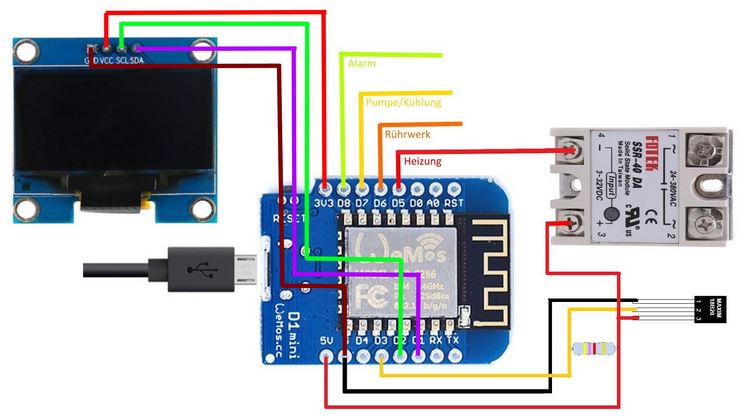 GND VCC SCL SDA
Alarm
Pumpe/Kühlung
Rührwerk
Heizung
3V3 D8 D7 D6 D5 D0 A0 RST
RESET
WeMos
FC
D1 mini
WeMos.cc
5V
D4 D3 D2 D1 RX TX
FOTEK
SSR-40 DA
Solid State Module
Made in Taiwan
4
3
1
2
3~32VDC
Input
24-380VAC
CE
MAXIM
1 2 3